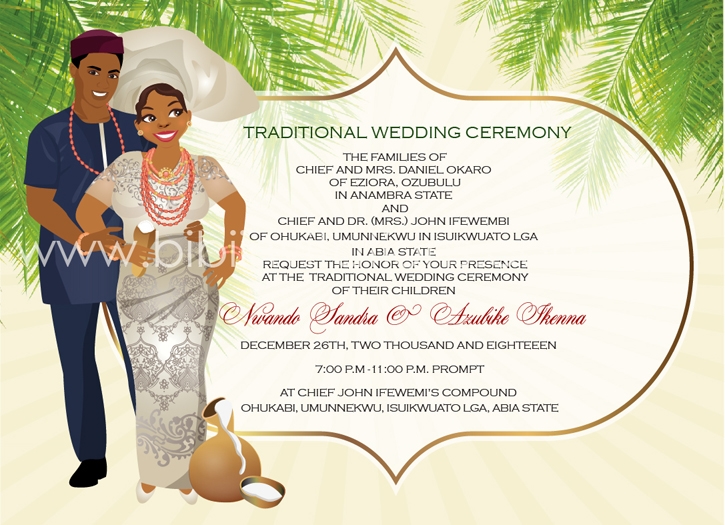 TRADITIONAL WEDDING CEREMONY
THE FAMILIES OF
CHIEF AND MRS. DANIEL OKARO
OF EZIORA, OZUBULU
IN ANAMBRA STATE
AND
CHIEF AND DR. (MRS.) JOHN IFEWEMBI
OF OHUKABI, UMUNNEKWU IN ISUIKWUATO LGA
IN ABIA STATE
REQUEST THE HONOR OF YOUR PRESENCE
AT THE TRADITIONAL WEDDING CEREMONY
OF THEIR CHILDREN
Nwando Sandra & Azubike Ikenna
DECEMBER 26TH, TWO THOUSAND AND EIGHTEEEN
7:00 P.M -11:00 P.M. PROMPT
AT CHIEF JOHN IFEWEMI'S COMPOUND
OHUKABI, UMUNNEKWU, ISUIKWUATO LGA, ABIA STATE